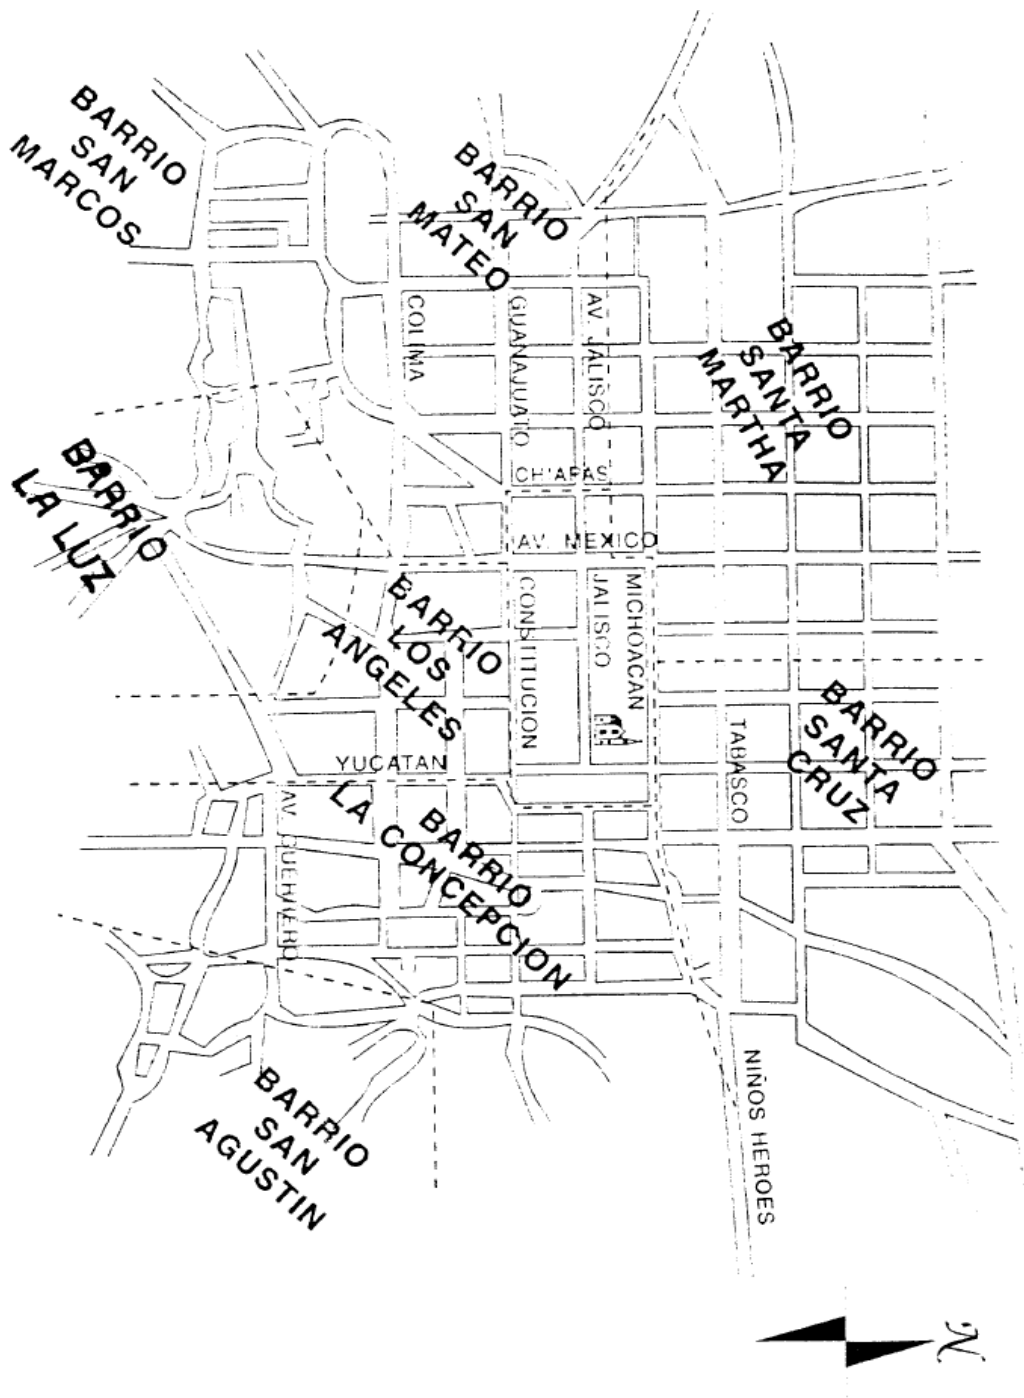 BARRIO
SAN
MARCOS
BARRIO
SAN
MATEO
COLIMA
GUANAJUATO
AV. JALISCO
BARRIO
SANTA
MARTHA
CHIAPAS
BARRIO
LA LUZ
AV. MEXICO
BARRIO
LOS
ANGELES
CONSTITUCION
JALISCO
MICHOACAN
BARRIO
SANTA
CRUZ
TABASCO
YUCATAN
AV. GUERRERO
BARRIO
LA CONCEPCION
BARRIO
SAN
AGUSTIN
NIÑOS HEROES
N